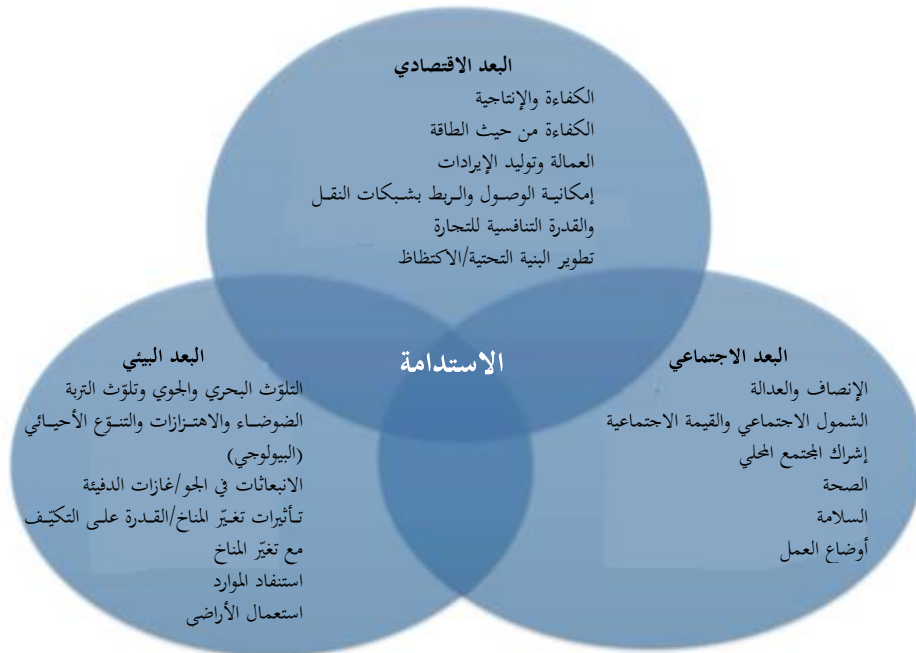 البعد الاقتصادي
الكفاءة والإنتاجية
الكفاءة من حيث الطاقة
العمالة وتوليد الإيرادات
إمكانية الوصول والربط بشبكات النقل
والقدرة التنافسية للتجارة
تطوير البنية التحتية/الاكتظاظ
الاستدامة
البعد الاجتماعي
الإنصاف والعدالة
الشمول الاجتماعي والقيمة الاجتماعية
إشراك المجتمع المحلي
الصحة
السلامة
أوضاع العمل
البعد البيئي
التلوّث البحري والجوي وتلوّث التربة
الضوضاء والاهتزازات والتنوّع الأحيائي
(البيولوجي)
الانبعاثات في الجو/غازات الدفيئة
تأثيرات تغيّر المناخ/القدرة على التكيّف
مع تغيّر المناخ
استنفاد الموارد
استعمال الأراضي